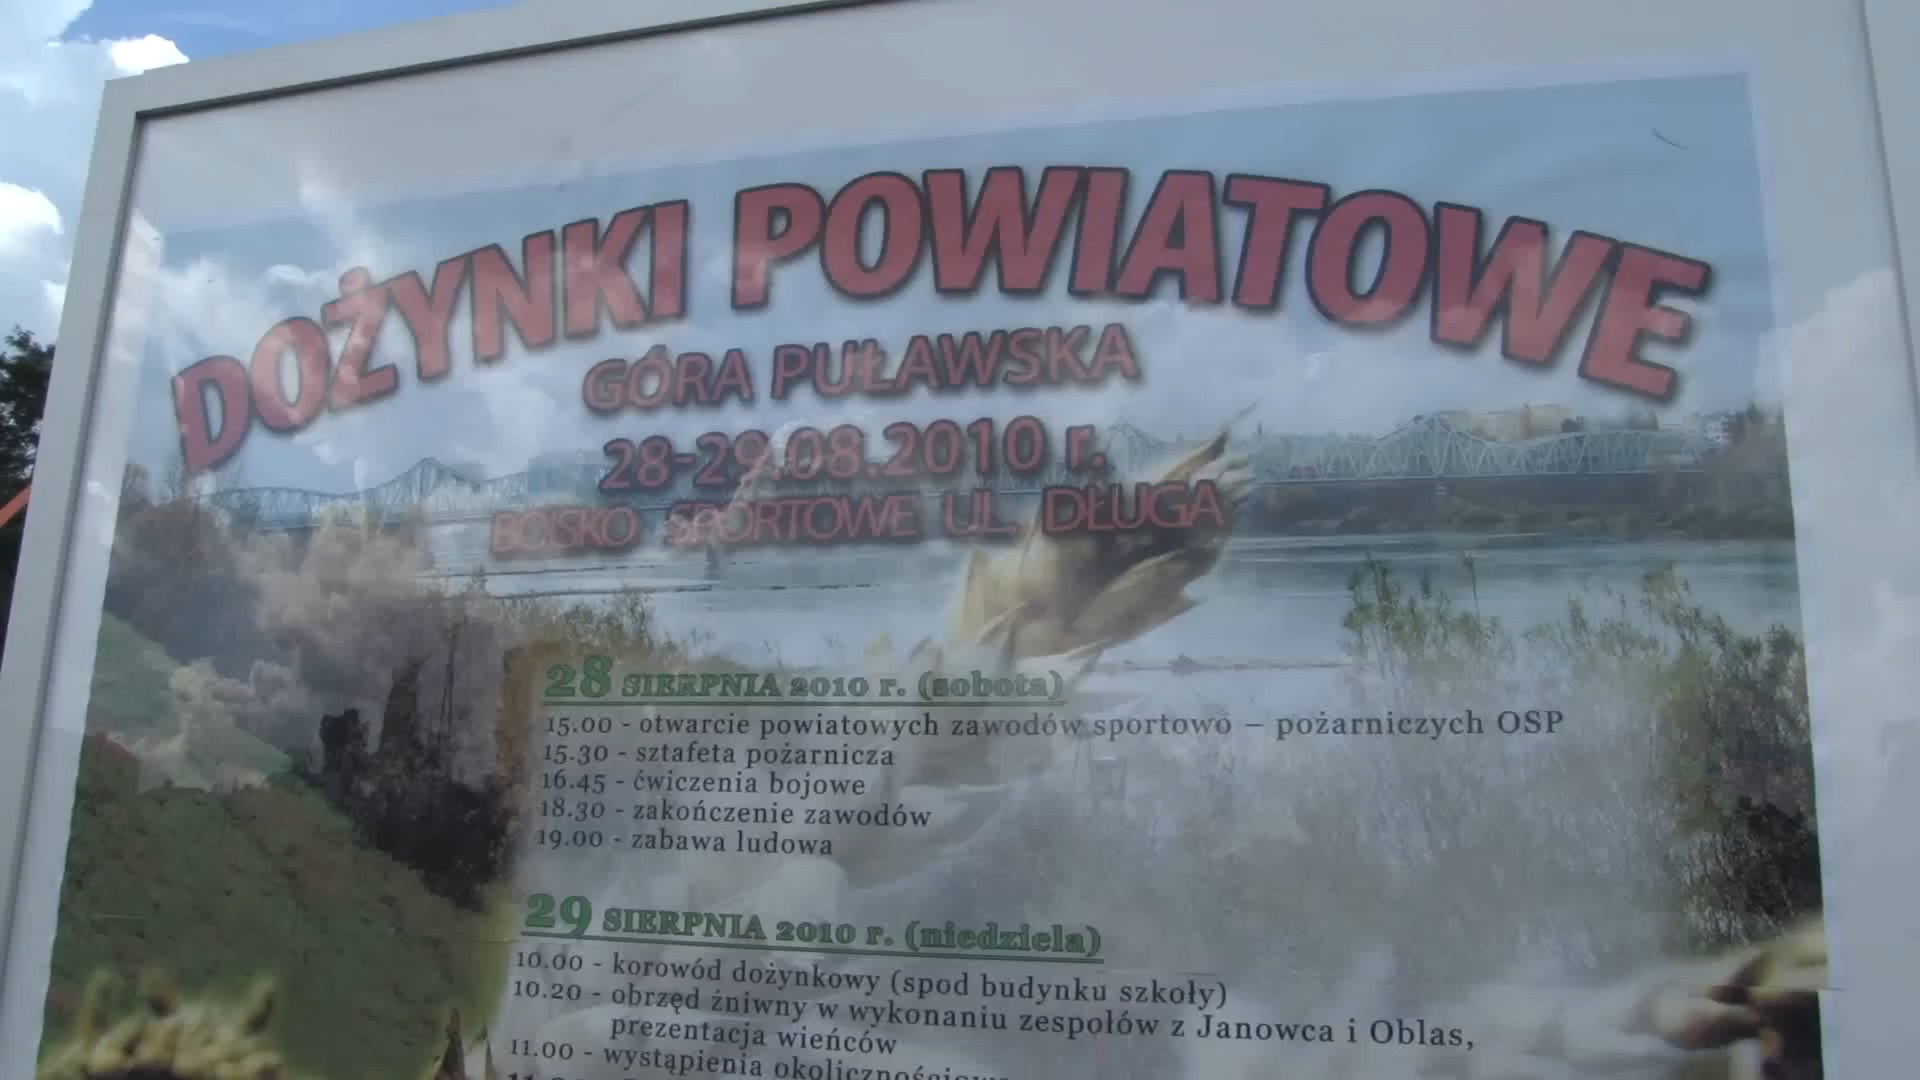 DOŻYNKI POWIATOWE
GÓRA PUŁAWSKA
28-29.08.2010 r.
BOISKO SPORTOWE UL. DŁUGA
28 SIERPNIA 2010 r. (sobota)
15.00 - otwarcie powiatowych zawodów sportowo – pożarniczych OSP
15.30 - sztafeta pożarnicza
16.45 - ćwiczenia bojowe
18.30 - zakończenie zawodów
19.00 - zabawa ludowa
29 SIERPNIA 2010 r. (niedziela)
10.00 - korowód dożynkowy (spod budynku szkoły)
10.20 - obrzęd żniwny w wykonaniu zespołów z Janowca i Oblas,
prezentacja wieńców
11.00 - wystąpienia